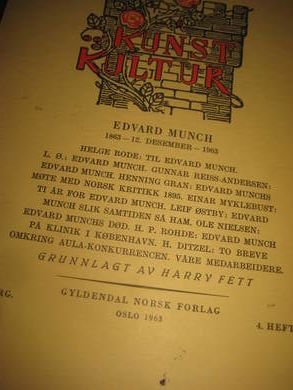 KUNST
KULTUR
EDVARD MUNCH
1863 — 12. DESEMBER — 1963
HELGE RODE: TIL EDVARD MUNCH.
L. Ø.: EDVARD MUNCH. GUNNAR REISS-ANDERSEN:
EDVARD MUNCH. HENNING GRAN: EDVARD MUNCHS
MØTE MED NORSK KRITIKK 1895. EINAR MYKLEBUST:
TI ÅR FOR EDVARD MUNCH. LEIF ØSTBY: EDVARD
MUNCH SLIK SAMTIDEN SÅ HAM. OLE NIELSEN:
EDVARD MUNCHS DØD. H. P. ROHDE: EDVARD MUNCH
PÅ KLINIK I KØBENHAVN. H. DITZEL: TO BREVE
OMKRING AULA-KONKURRENCEN. VÅRE MEDARBEIDERE.
GRUNNLAGT AV HARRY FETT
RG. GYLDENDAL NORSK FORLAG 4. HEFT
OSLO 1963